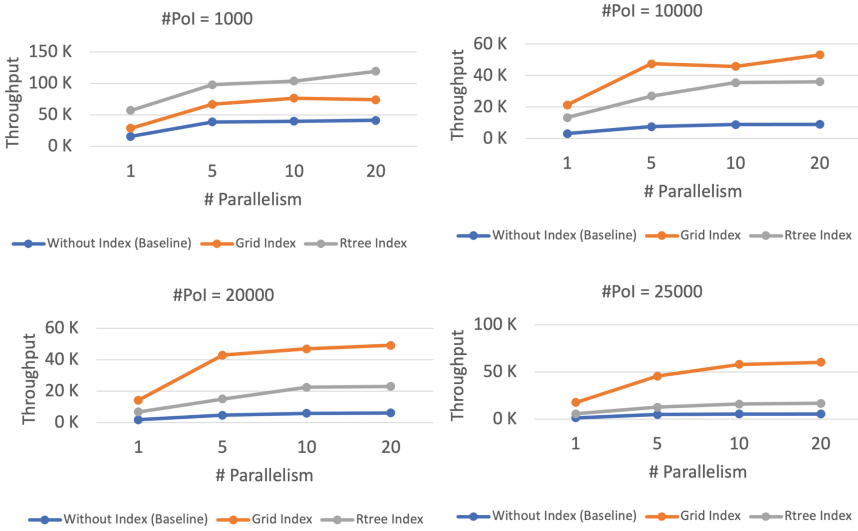 #PoI = 1000
Throughput
150 K
100 K
50 K
0 K
1 5 10 20
# Parallelism
Without Index (Baseline) Grid Index Rtree Index
#PoI = 10000
Throughput
60 K
40 K
20 K
0 K
1 5 10 20
# Parallelism
Without Index (Baseline) Grid Index Rtree Index
#PoI = 20000
Throughput
60 K
40 K
20 K
0 K
1 5 10 20
# Parallelism
Without Index (Baseline) Grid Index Rtree Index
#PoI = 25000
Throughput
100 K
50 K
0 K
1 5 10 20
# Parallelism
Without Index (Baseline) Grid Index Rtree Index